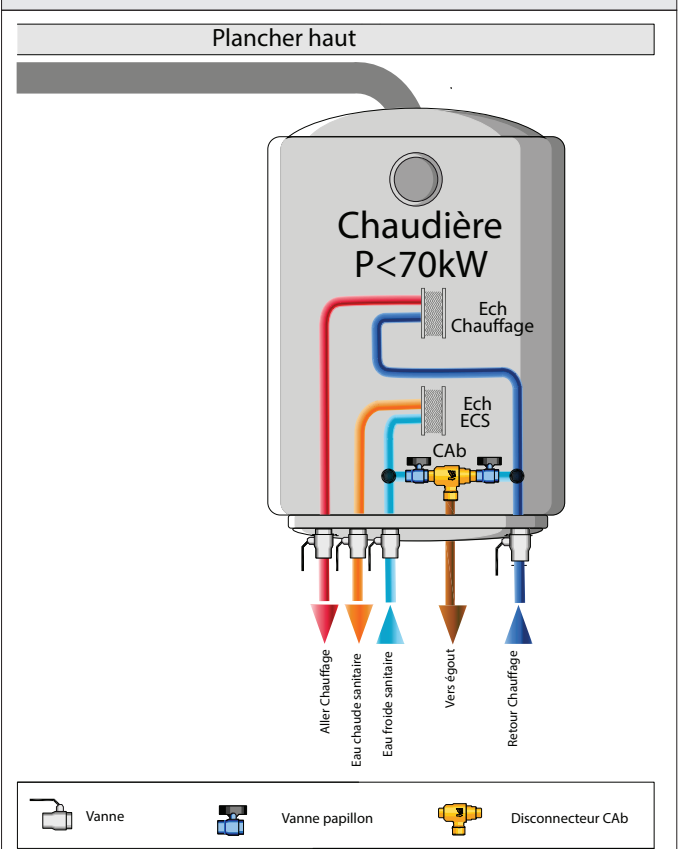 Plancher haut
Chaudière
P<70kW
Ech
Chauffage
Ech
ECS
CAb
Aller Chauffage
Eau chaude sanitaire
Eau froide sanitaire
Vers égout
Retour Chauffage
Vanne
Vanne papillon
Disconnecteur CAb